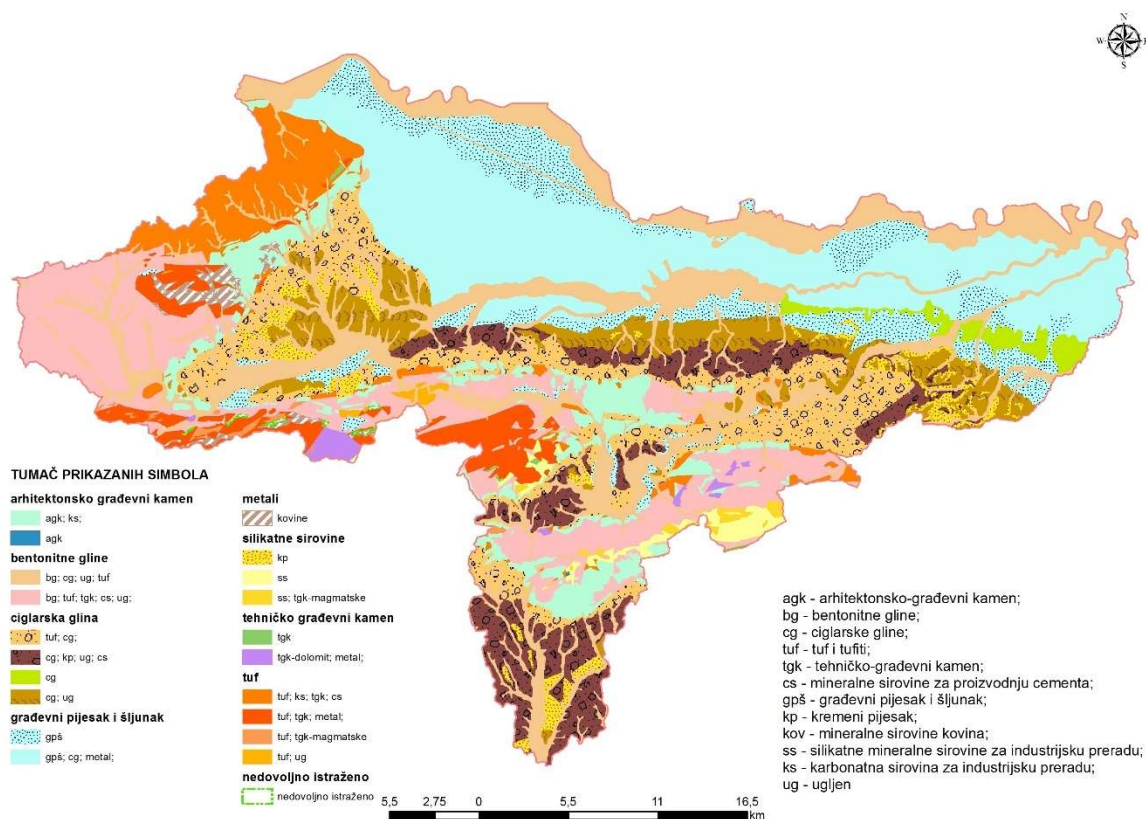 N
W E
S
TUMAČ PRIKAZANIH SIMBOLA
arhitektonsko građevni kamen
agk; ks;
agk
bentonitne gline
bg; cg; ug; tuf
bg; tuf; tgk; cs; ug;
ciglarska glina
tuf; cg;
cg; kp; ug; cs
cg
cg; ug
građevni pijesak i šljunak
gpš
gpš; cg; metal;
metali
kovine
silikatne sirovine
kp
ss
ss; tgk-magmatske
tehničko građevni kamen
tgk
tgk-dolomit; metal;
tuf
tuf; ks; tgk; cs
tuf; tgk; metal;
tuf; tgk-magmatske
tuf; ug
nedovoljno istraženo
nedovoljno istraženo
agk - arhitektonsko-građevni kamen;
bg - bentonitne gline;
cg - ciglarske gline;
tuf - tuf i tufiti;
tgk - tehničko-građevni kamen;
cs - mineralne sirovine za proizvodnju cementa;
gpš - građevni pijesak i šljunak;
kp - kremeni pijesak;
kov - mineralne sirovine kovina;
ss - silikatne mineralne sirovine za industrijsku preradu;
ks - karbonatna sirovina za industrijsku preradu;
ug - ugljen
5,5 2,75 0 5,5 11 16,5
km